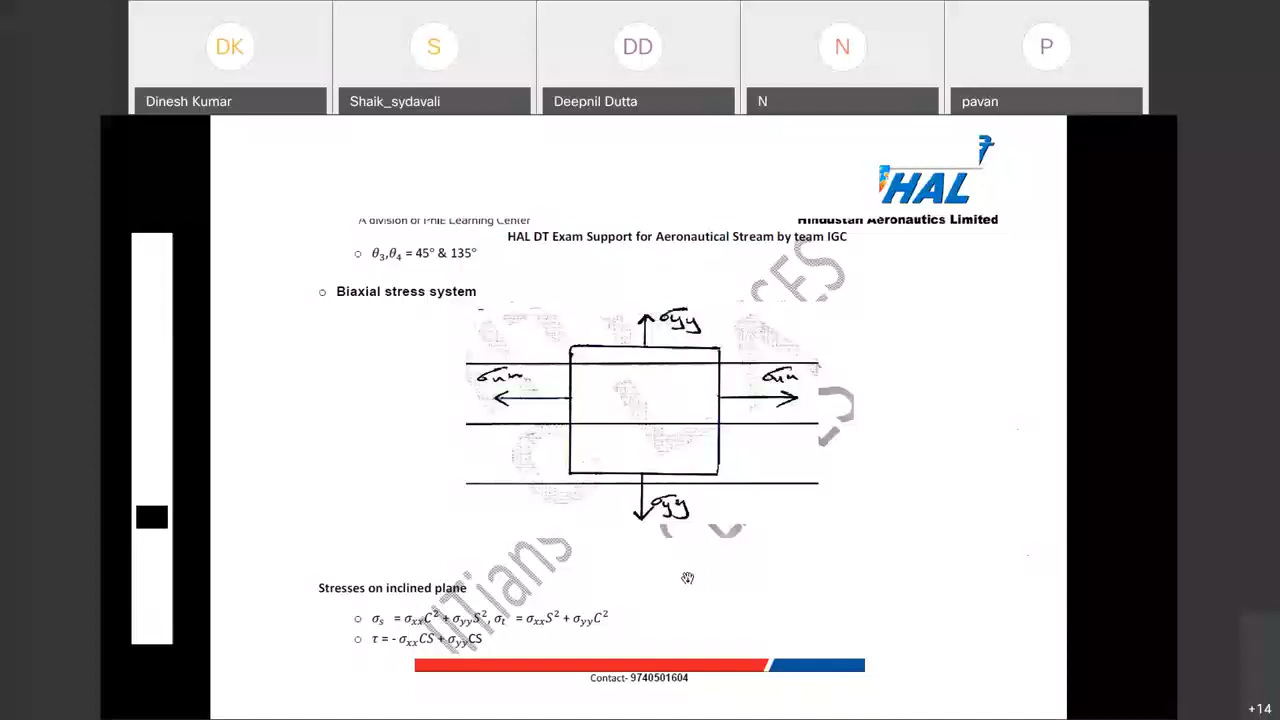 DK S DD N P
Dinesh Kumar Shaik_sydavali Deepnil Dutta N pavan
HAL
A division of PHIE Learning Center Hindustan Aeronautics Limited
HAL DT Exam Support for Aeronautical Stream by team IGC
○ θ₃,θ₄ = 45° & 135°
○ Biaxial stress system
σyy
σxx σxx
σyy
Stresses on inclined plane
○ σₛ = σₓₓC² + σyyS², σₜ = σₓₓS² + σyyC²
○ τ = - σₓₓCS + σyyCS
Contact- 9740501604
+14